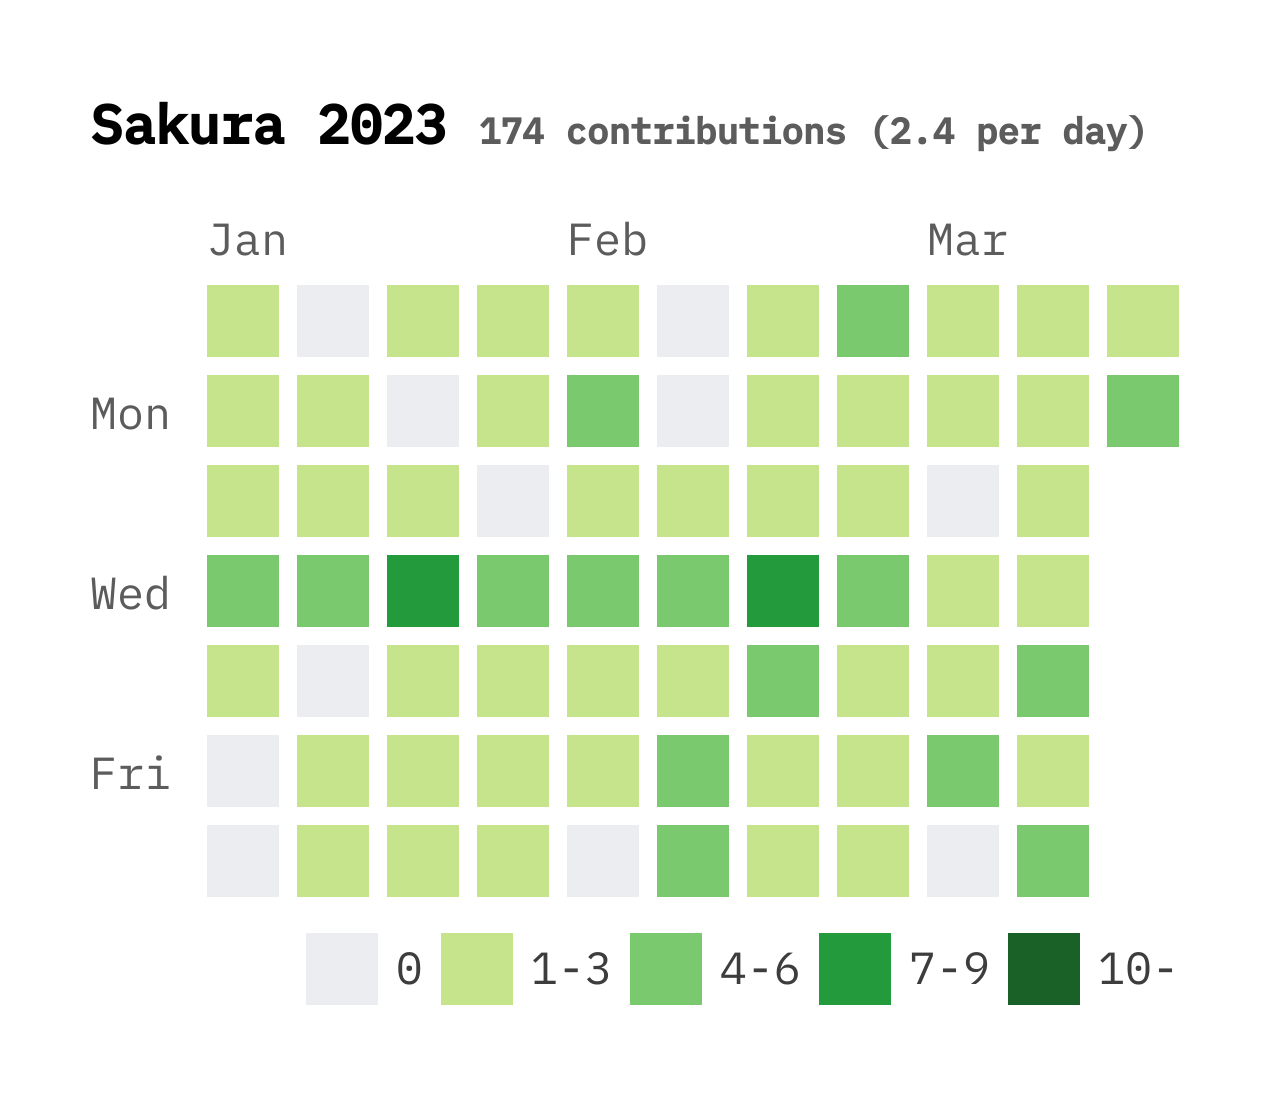 Sakura 2023 174 contributions (2.4 per day)
Jan Feb Mar
Mon
Wed
Fri
0 1-3 4-6 7-9 10-